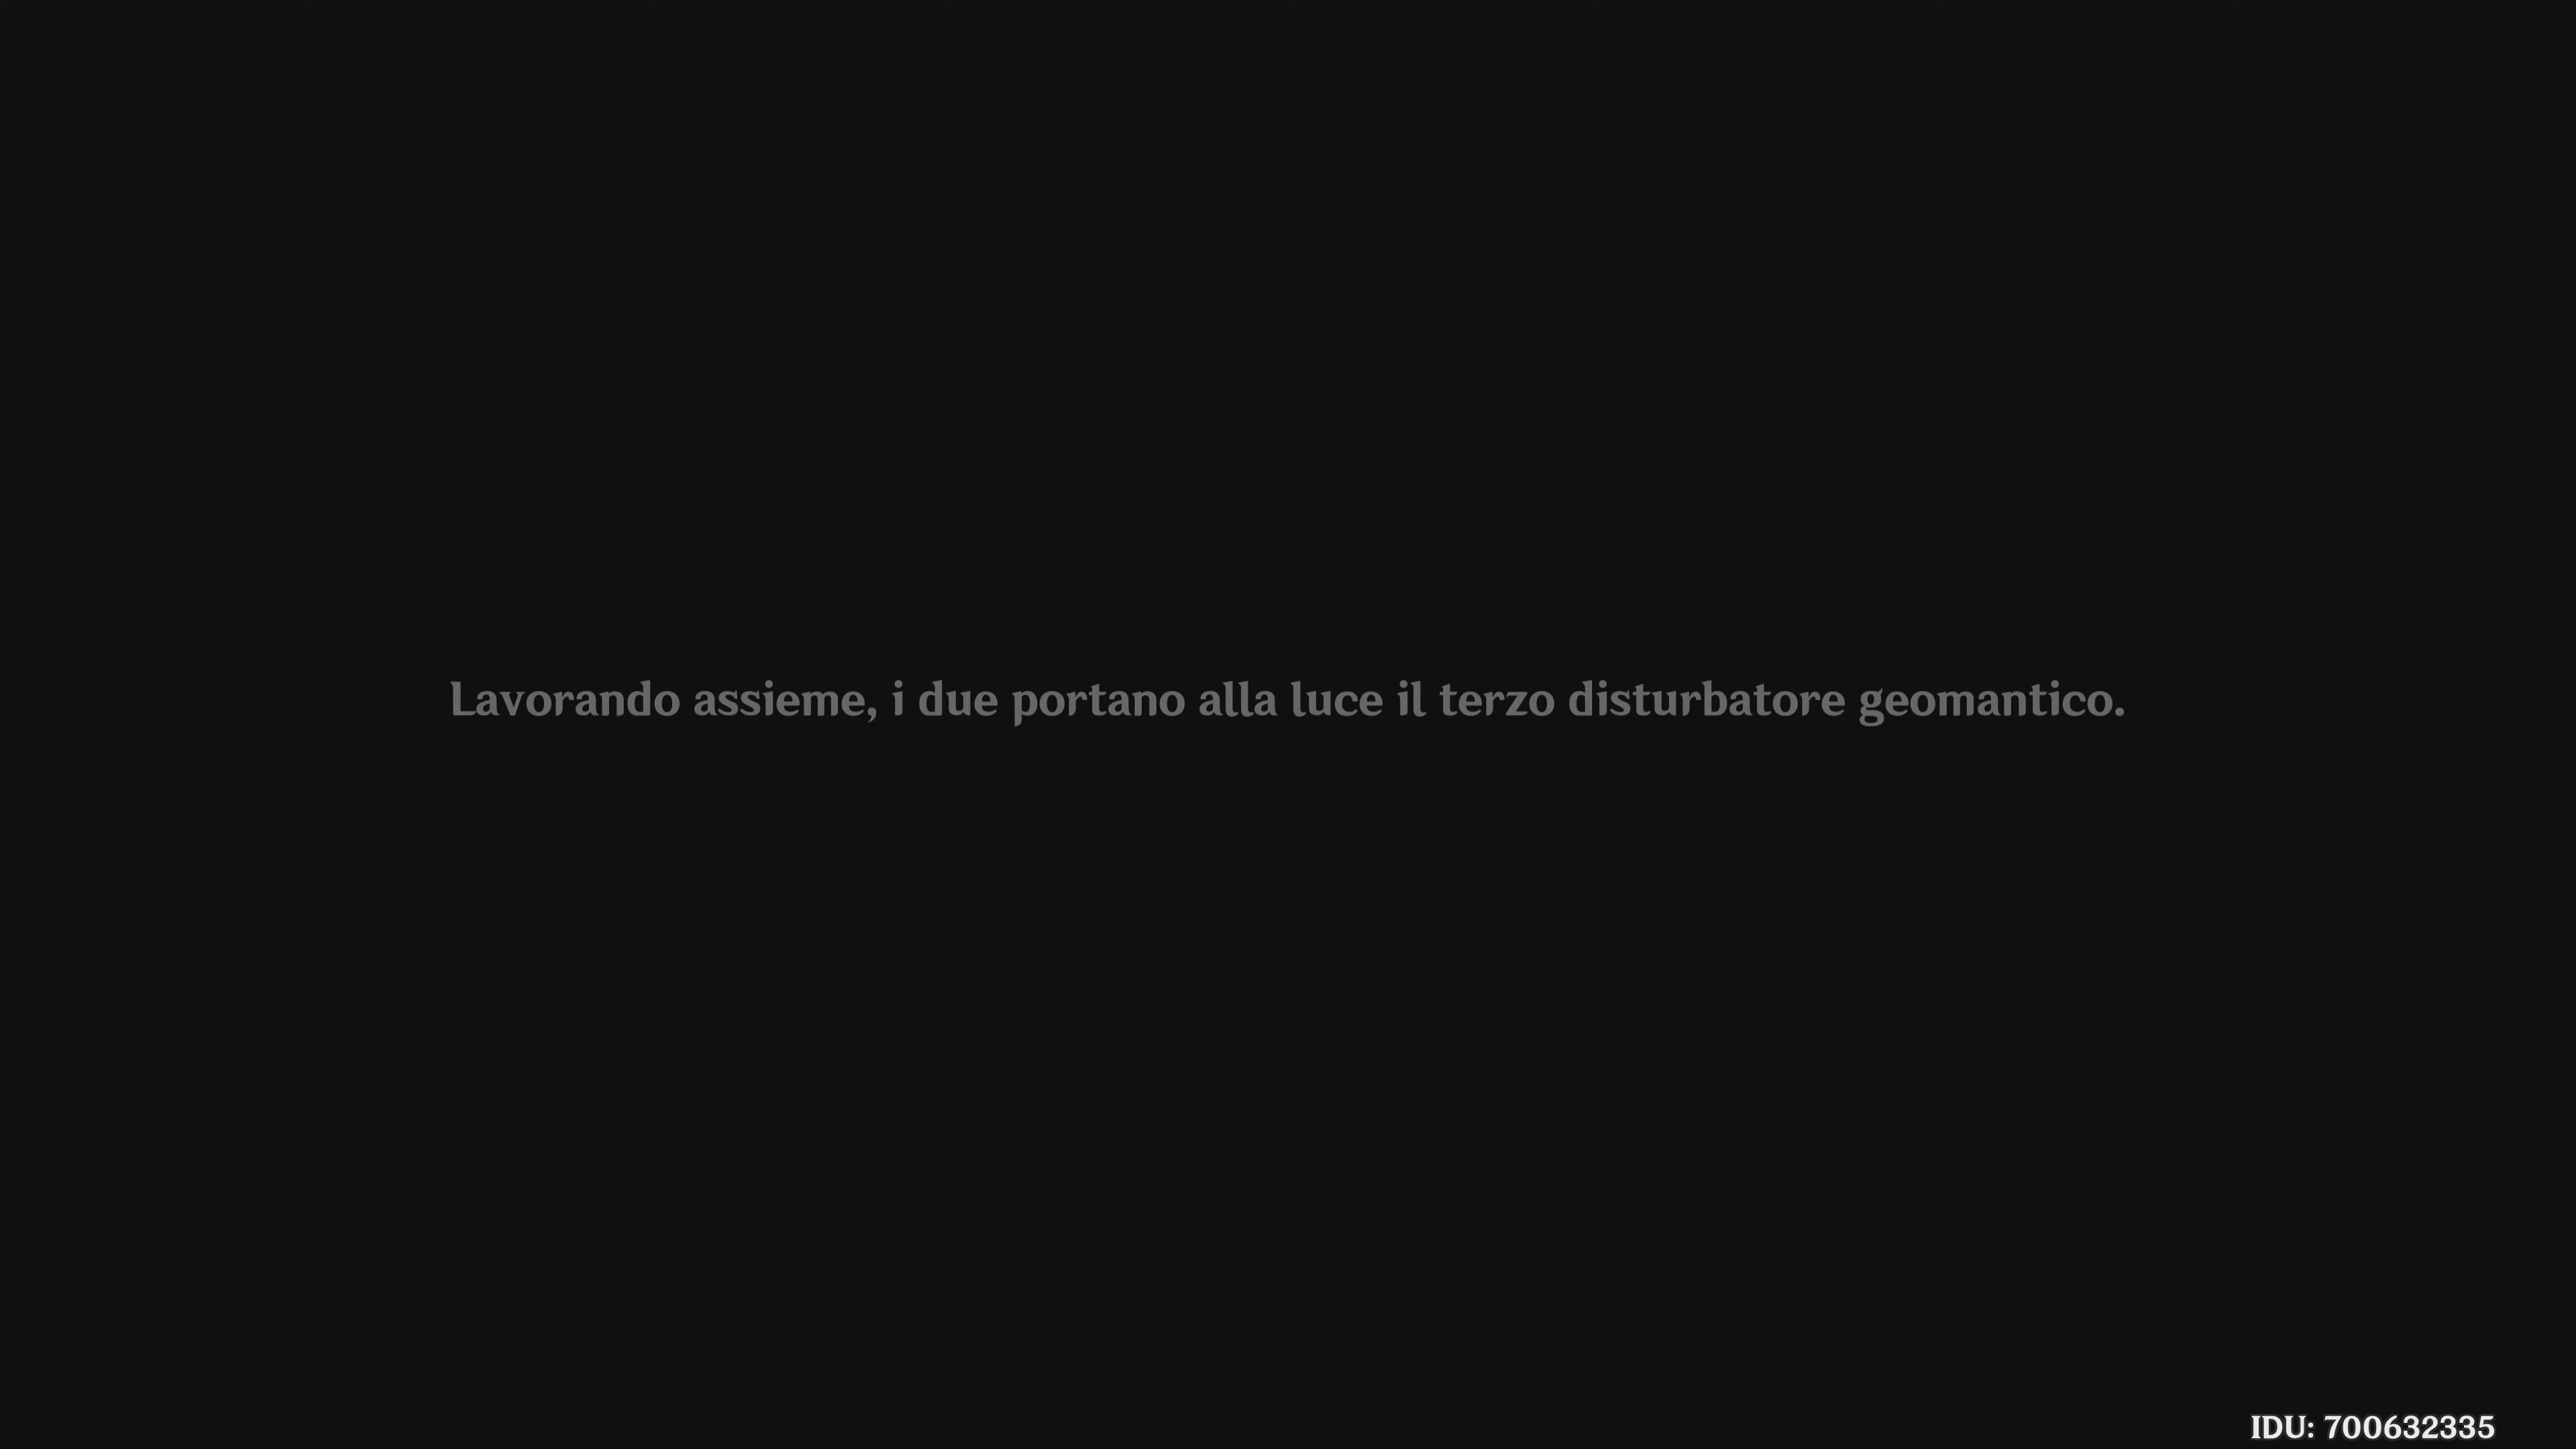 Lavorando assieme, i due portano alla luce il terzo disturbatore geomantico.
IDU: 700632335